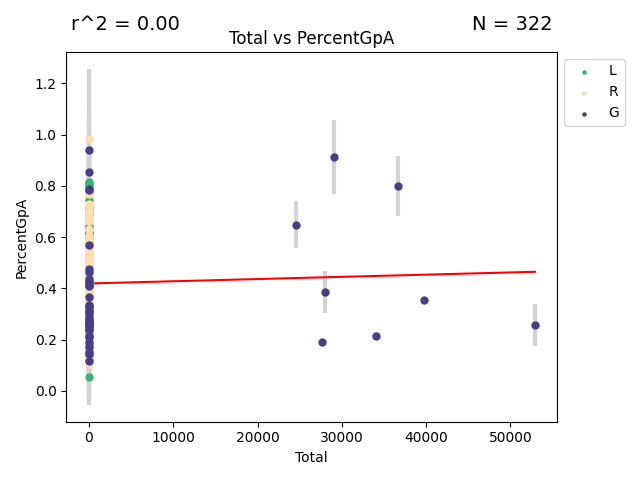 r^2 = 0.00
N = 322
Total vs PercentGpA
L
R
G
1.2
1.0
0.8
0.6
0.4
0.2
0.0
PercentGpA
0
10000
20000
30000
40000
50000
Total